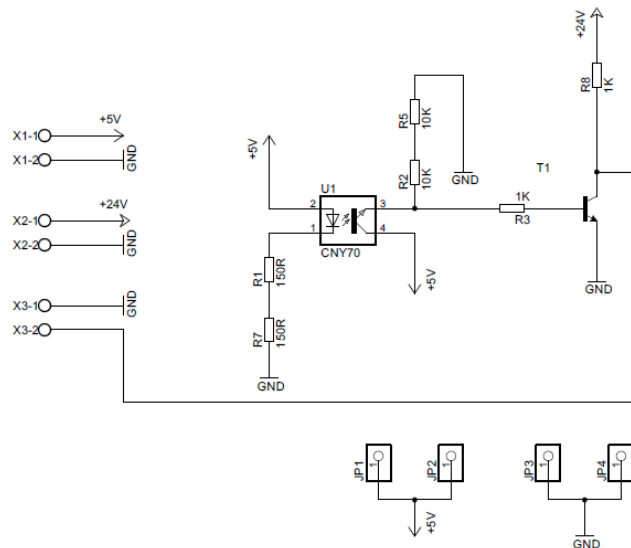 +24V
R8
1K
R5
10K
X1-1
+5V
X1-2
GND
+5V
R2
10K
GND
T1
U1
1K
X2-1
+24V
2
3
R3
X2-2
GND
1
4
CNY70
R1
150R
+5V
GND
X3-1
GND
X3-2
R7
150R
GND
JP1
1
JP2
1
JP3
1
JP4
1
+5V
GND